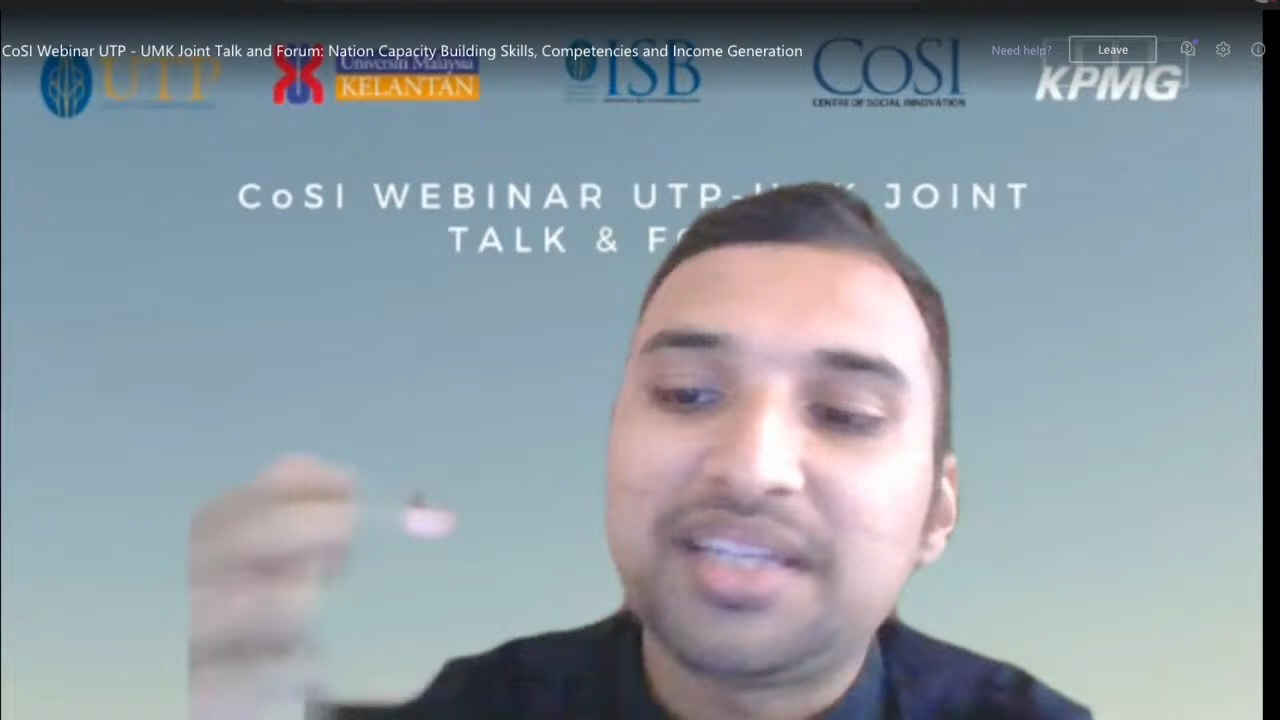 CoSI Webinar UTP - UMK Joint Talk and Forum: Nation Capacity Building Skills, Competencies and Income Generation
Need help?
Leave
UTP
Universiti Malaysia
KELANTAN
ISB
CoSI
CENTRE OF SOCIAL INNOVATION
KPMG
CoSI WEBINAR UTP-U K JOINT
TALK & FO